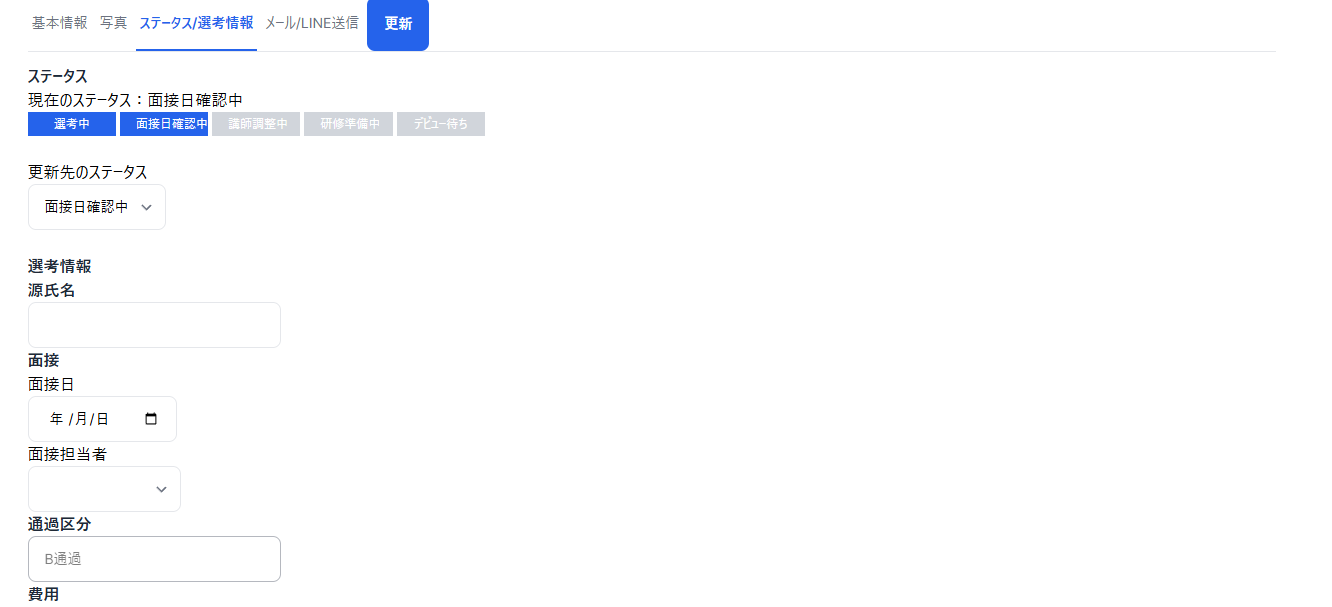 基本情報 写真 ステータス/選考情報 メール/LINE送信 更新
ステータス
現在のステータス：面接日確認中
選考中 面接日確認中 講師調整中 研修準備中 デビュー待ち
更新先のステータス
面接日確認中
選考情報
源氏名
面接
面接日
年 /月/日
面接担当者
通過区分
B通過
費用